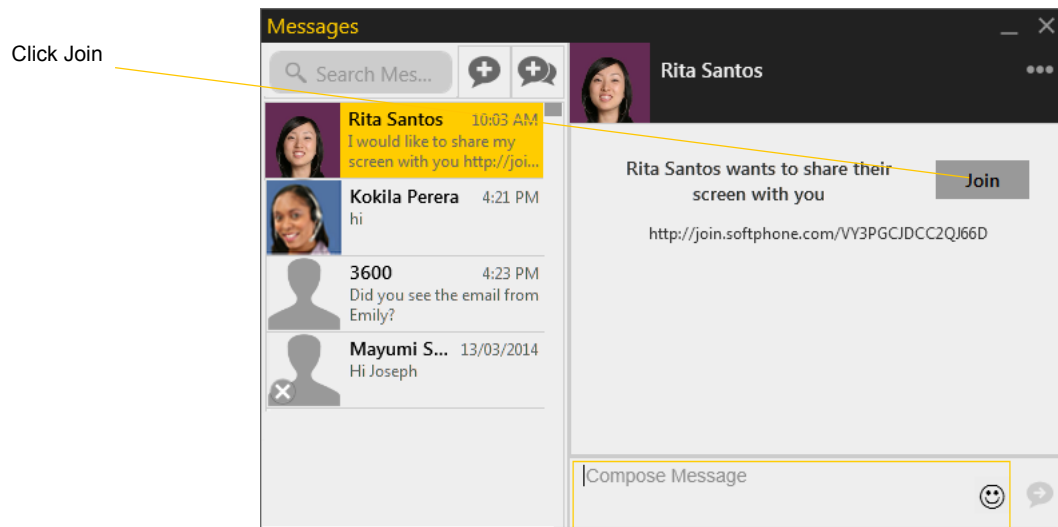 Click Join
Messages
Search Mes...
Rita Santos 10:03 AM
I would like to share my
screen with you http://joi...
Kokila Perera 4:21 PM
hi
3600 4:23 PM
Did you see the email from
Emily?
Mayumi S... 13/03/2014
Hi Joseph
Rita Santos
Rita Santos wants to share their
screen with you
Join
http://join.softphone.com/VY3PGCJDCC2QJ66D
Compose Message